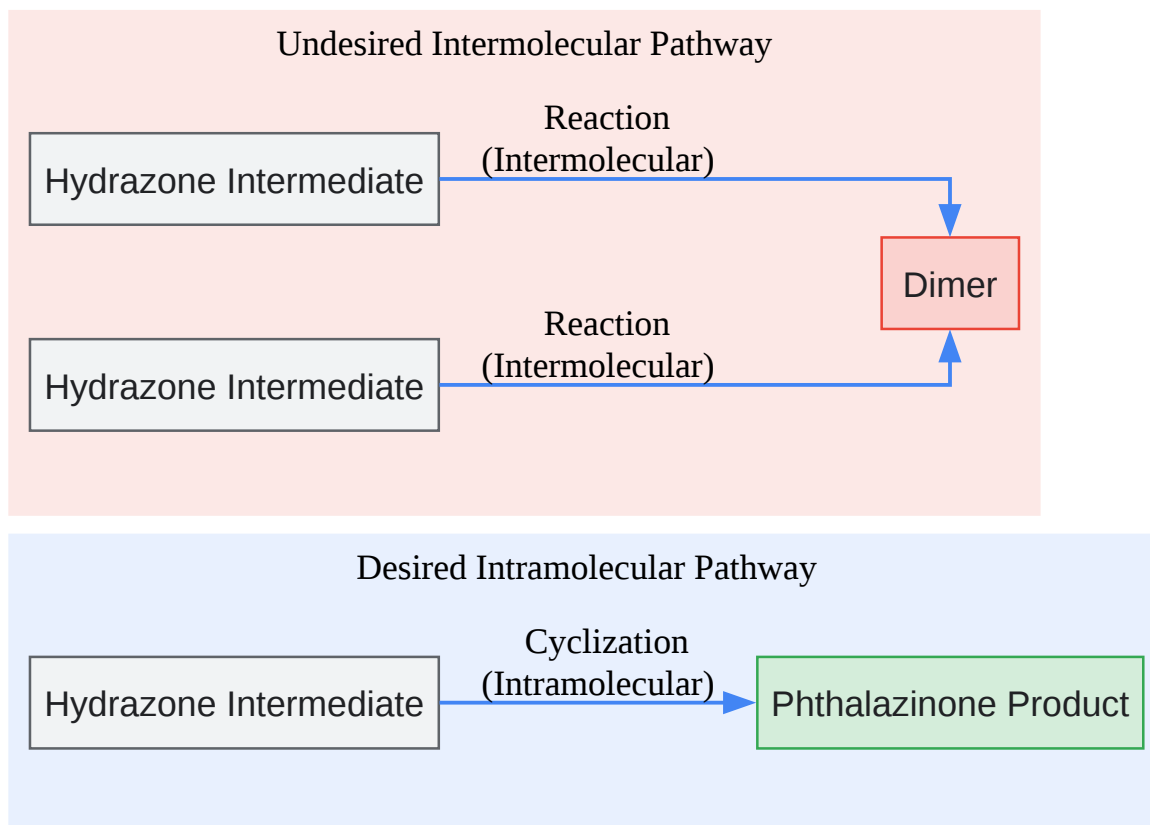 Undesired Intermolecular Pathway
Reaction
(Intermolecular)
Hydrazone Intermediate
Dimer
Reaction
(Intermolecular)
Hydrazone Intermediate
Desired Intramolecular Pathway
Cyclization
(Intramolecular)
Hydrazone Intermediate
Phthalazinone Product